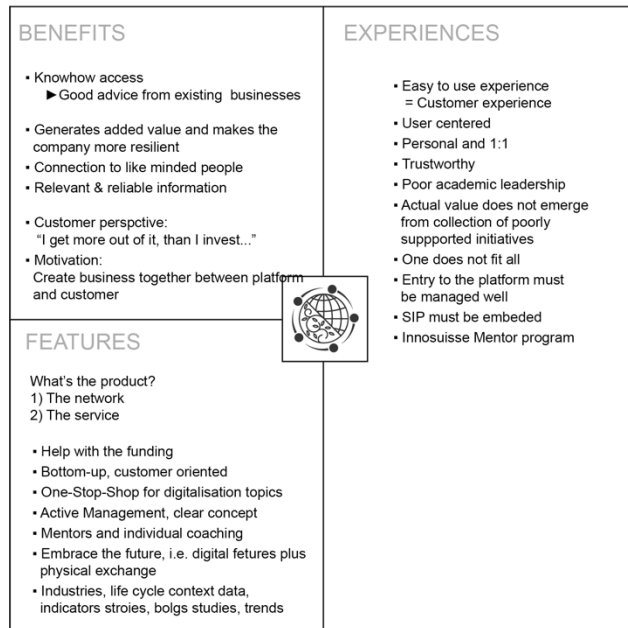 BENEFITS
▪ Knowhow access
►Good advice from existing businesses
▪ Generates added value and makes the
company more resilient
▪ Connection to like minded people
▪ Relevant & reliable information
▪ Customer perspctive:
“I get more out of it, than I invest...”
▪ Motivation:
Create business together between platform
and customer
FEATURES
What’s the product?
1) The network
2) The service
▪ Help with the funding
▪ Bottom-up, customer oriented
▪ One-Stop-Shop for digitalisation topics
▪ Active Management, clear concept
▪ Mentors and individual coaching
▪ Embrace the future, i.e. digital fetures plus
physical exchange
▪ Industries, life cycle context data,
indicators stroies, bolgs studies, trends
EXPERIENCES
▪ Easy to use experience
= Customer experience
▪ User centered
▪ Personal and 1:1
▪ Trustworthy
▪ Poor academic leadership
▪ Actual value does not emerge
from collection of poorly
suppported initiatives
▪ One does not fit all
▪ Entry to the platform must
be managed well
▪ SIP must be embeded
▪ Innosuisse Mentor program